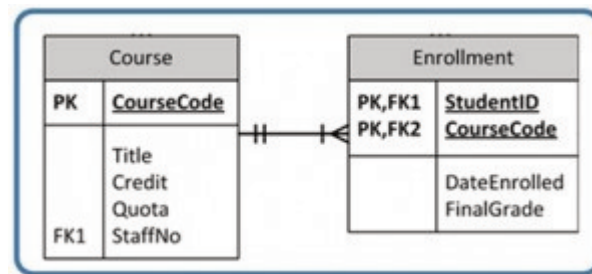 Course
PK CourseCode
Title
Credit
Quota
FK1 StaffNo
Enrollment
PK,FK1 StudentID
PK,FK2 CourseCode
DateEnrolled
FinalGrade